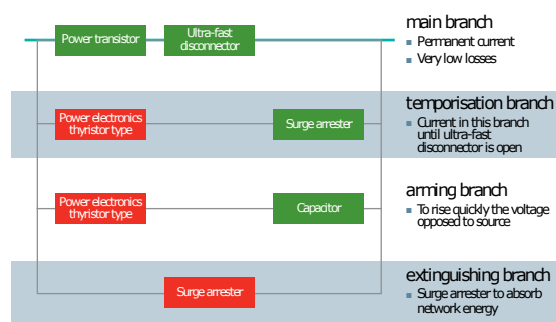 main branch
Power transistor
Ultra-fast
disconnector
■ Permanent current
■ Very low losses
temporisation branch
Power electronics
thyristor type
Surge arrester
■ Current in this branch
until ultra-fast
disconnector is open
arming branch
Power electronics
thyristor type
Capacitor
■ To rise quickly the voltage
opposed to source
extinguishing branch
Surge arrester
■ Surge arrester to absorb
network energy